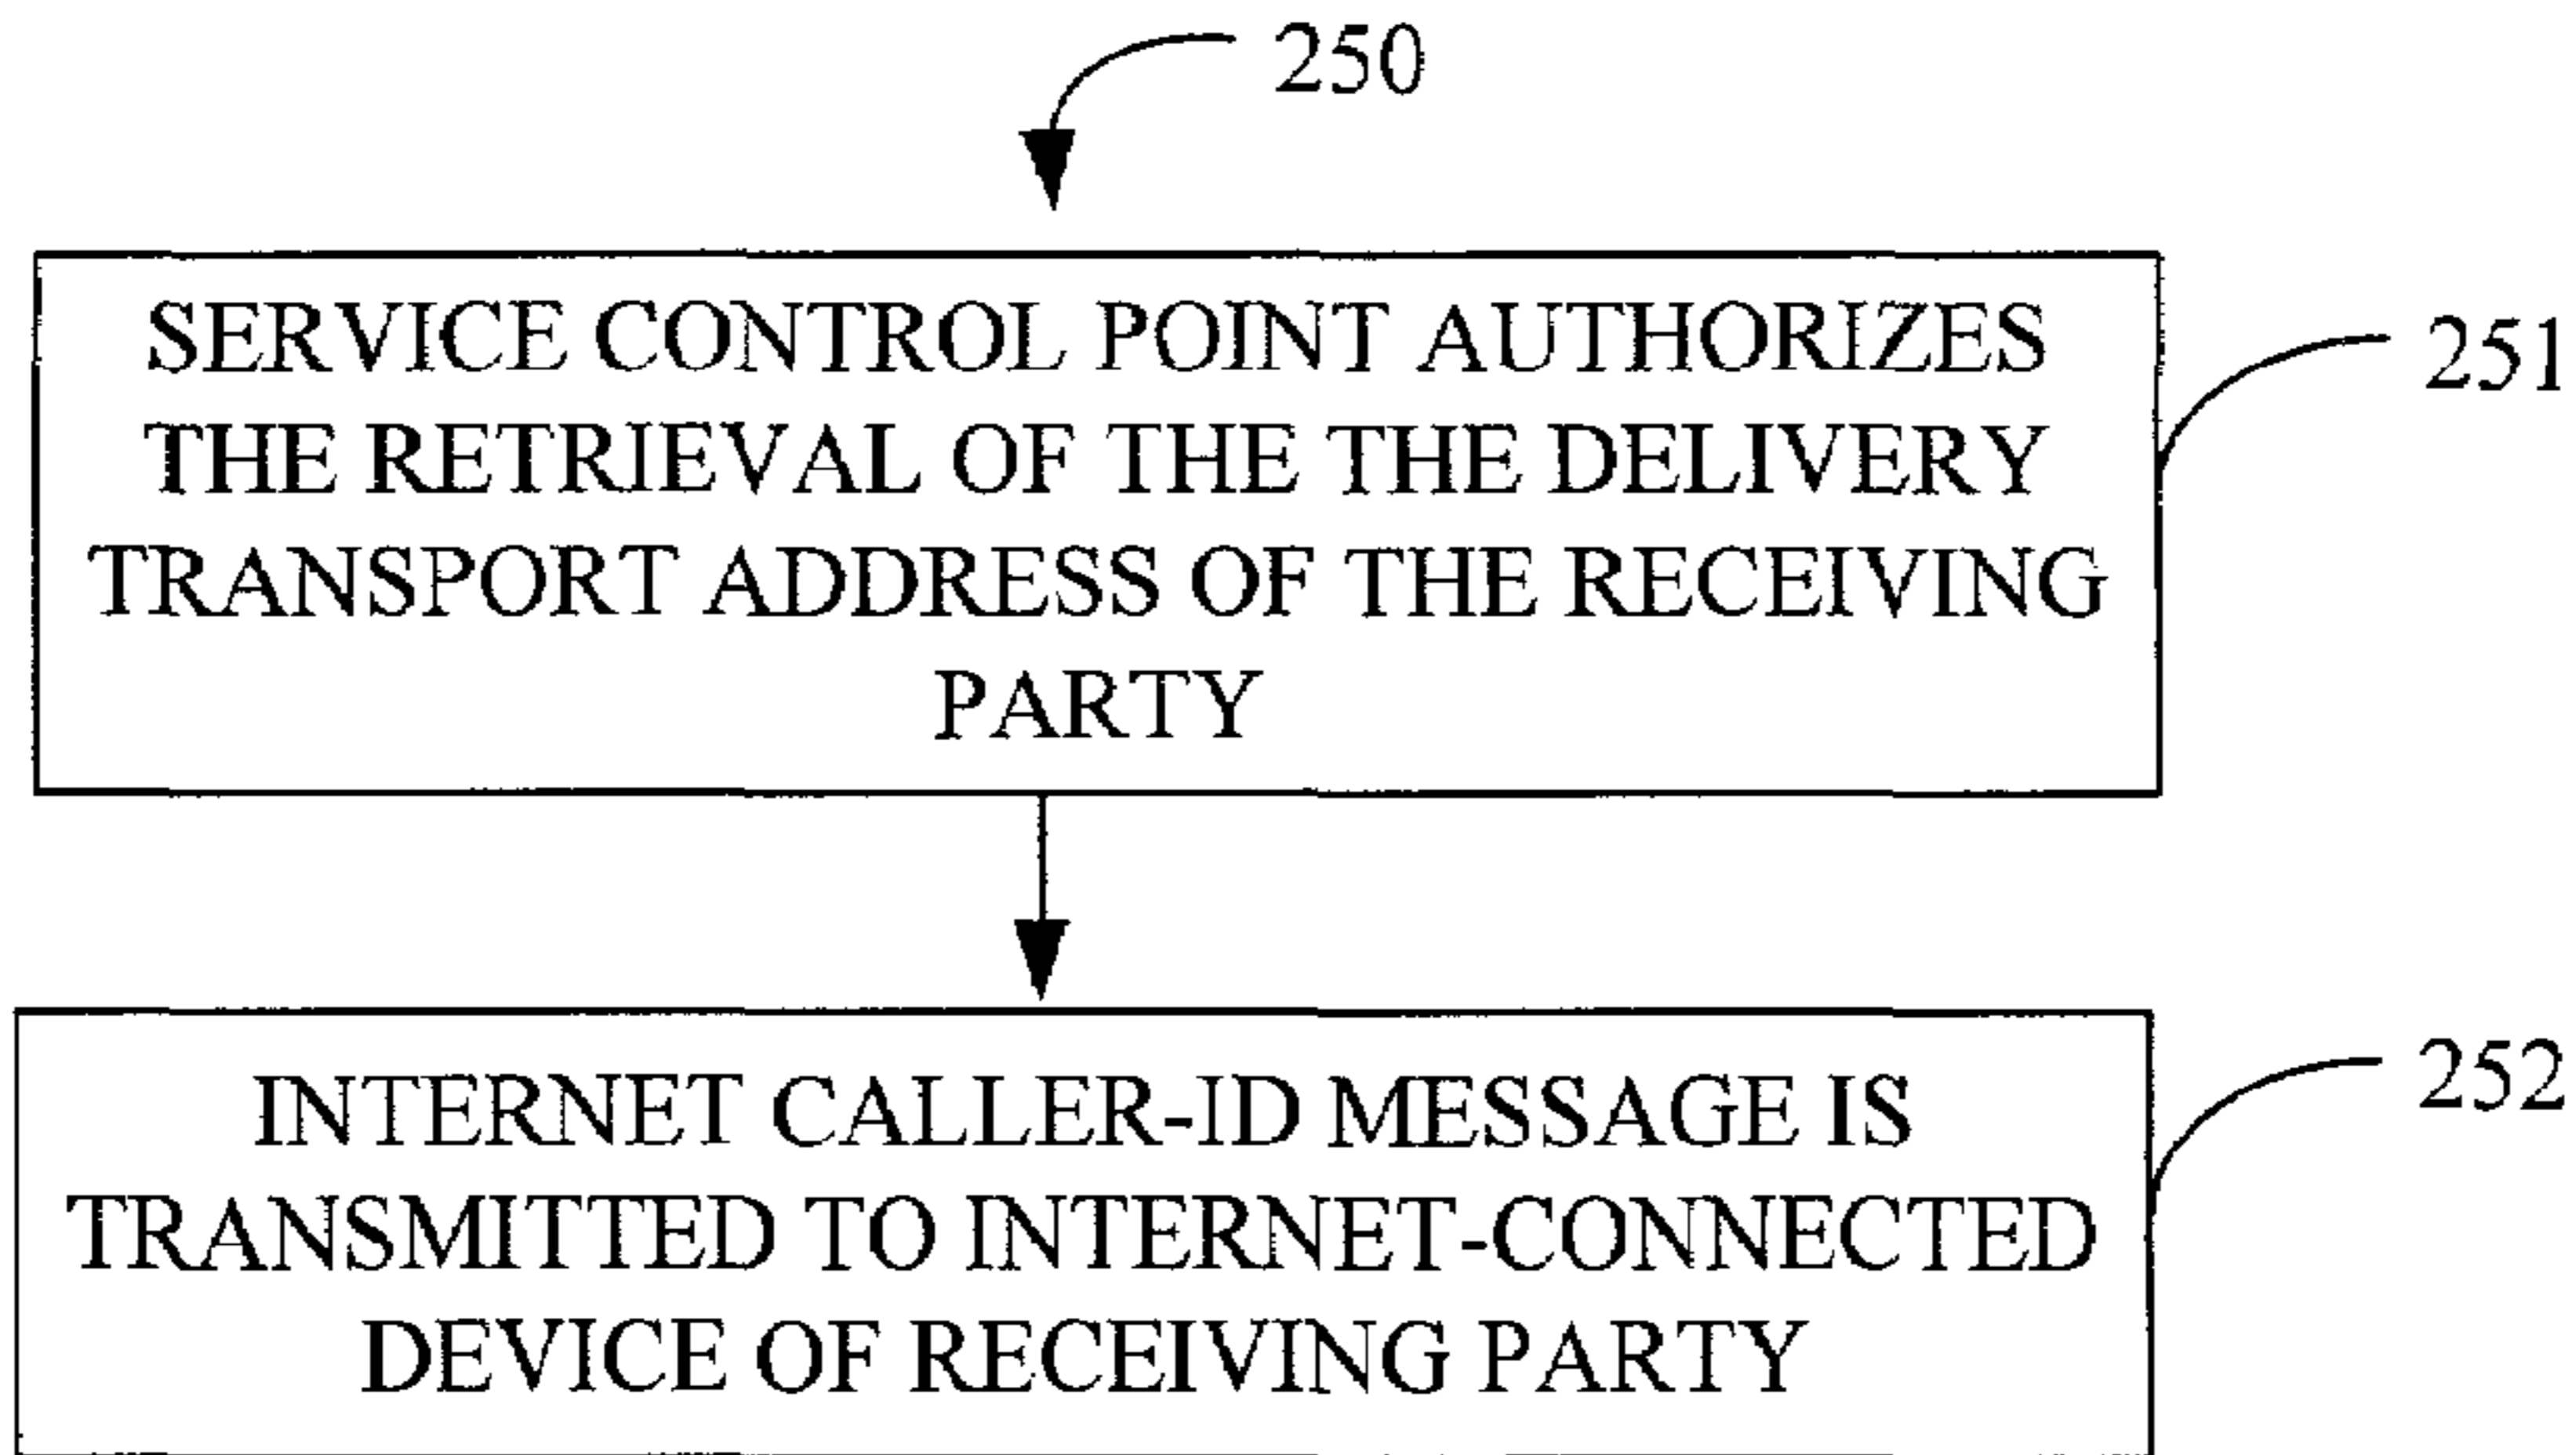 250
SERVICE CONTROL POINT AUTHORIZES
THE RETRIEVAL OF THE THE DELIVERY
TRANSPORT ADDRESS OF THE RECEIVING
PARTY
251
INTERNET CALLER-ID MESSAGE IS
TRANSMITTED TO INTERNET-CONNECTED
DEVICE OF RECEIVING PARTY
252